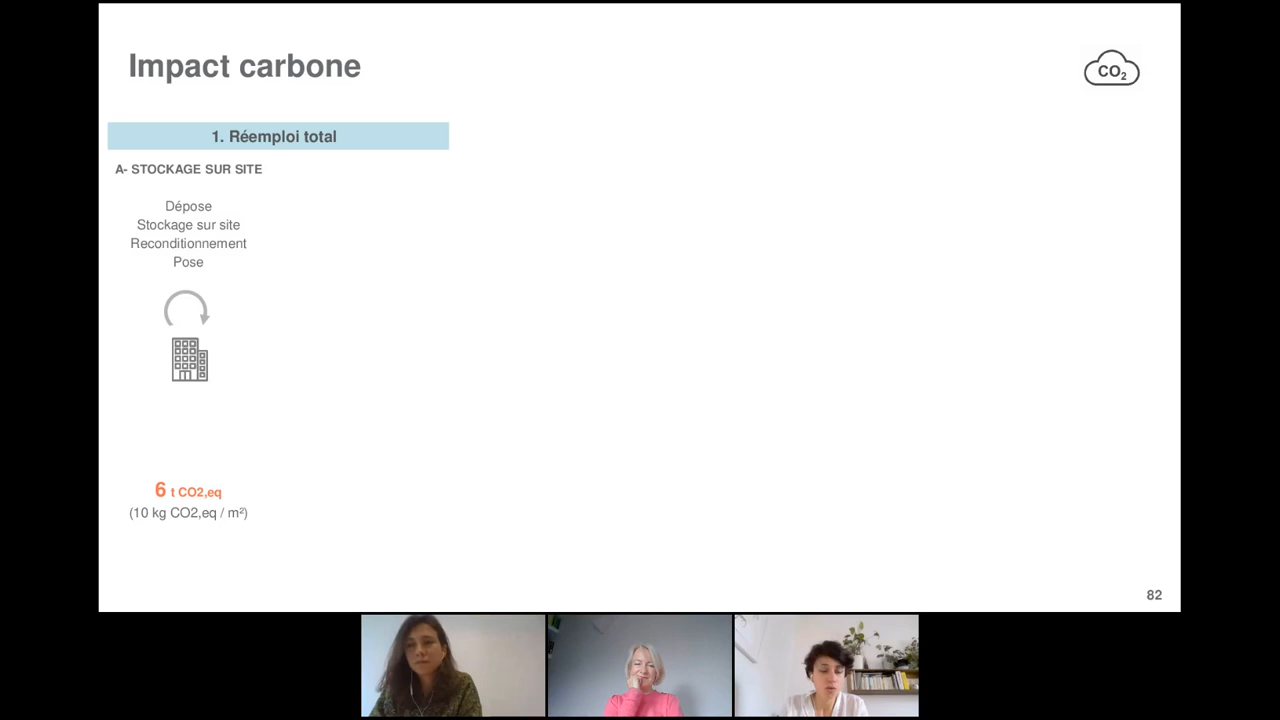 Impact carbone
CO2
1. Réemploi total
A- STOCKAGE SUR SITE
Dépose
Stockage sur site
Reconditionnement
Pose
6 t CO2,eq
(10 kg CO2,eq / m²)
82